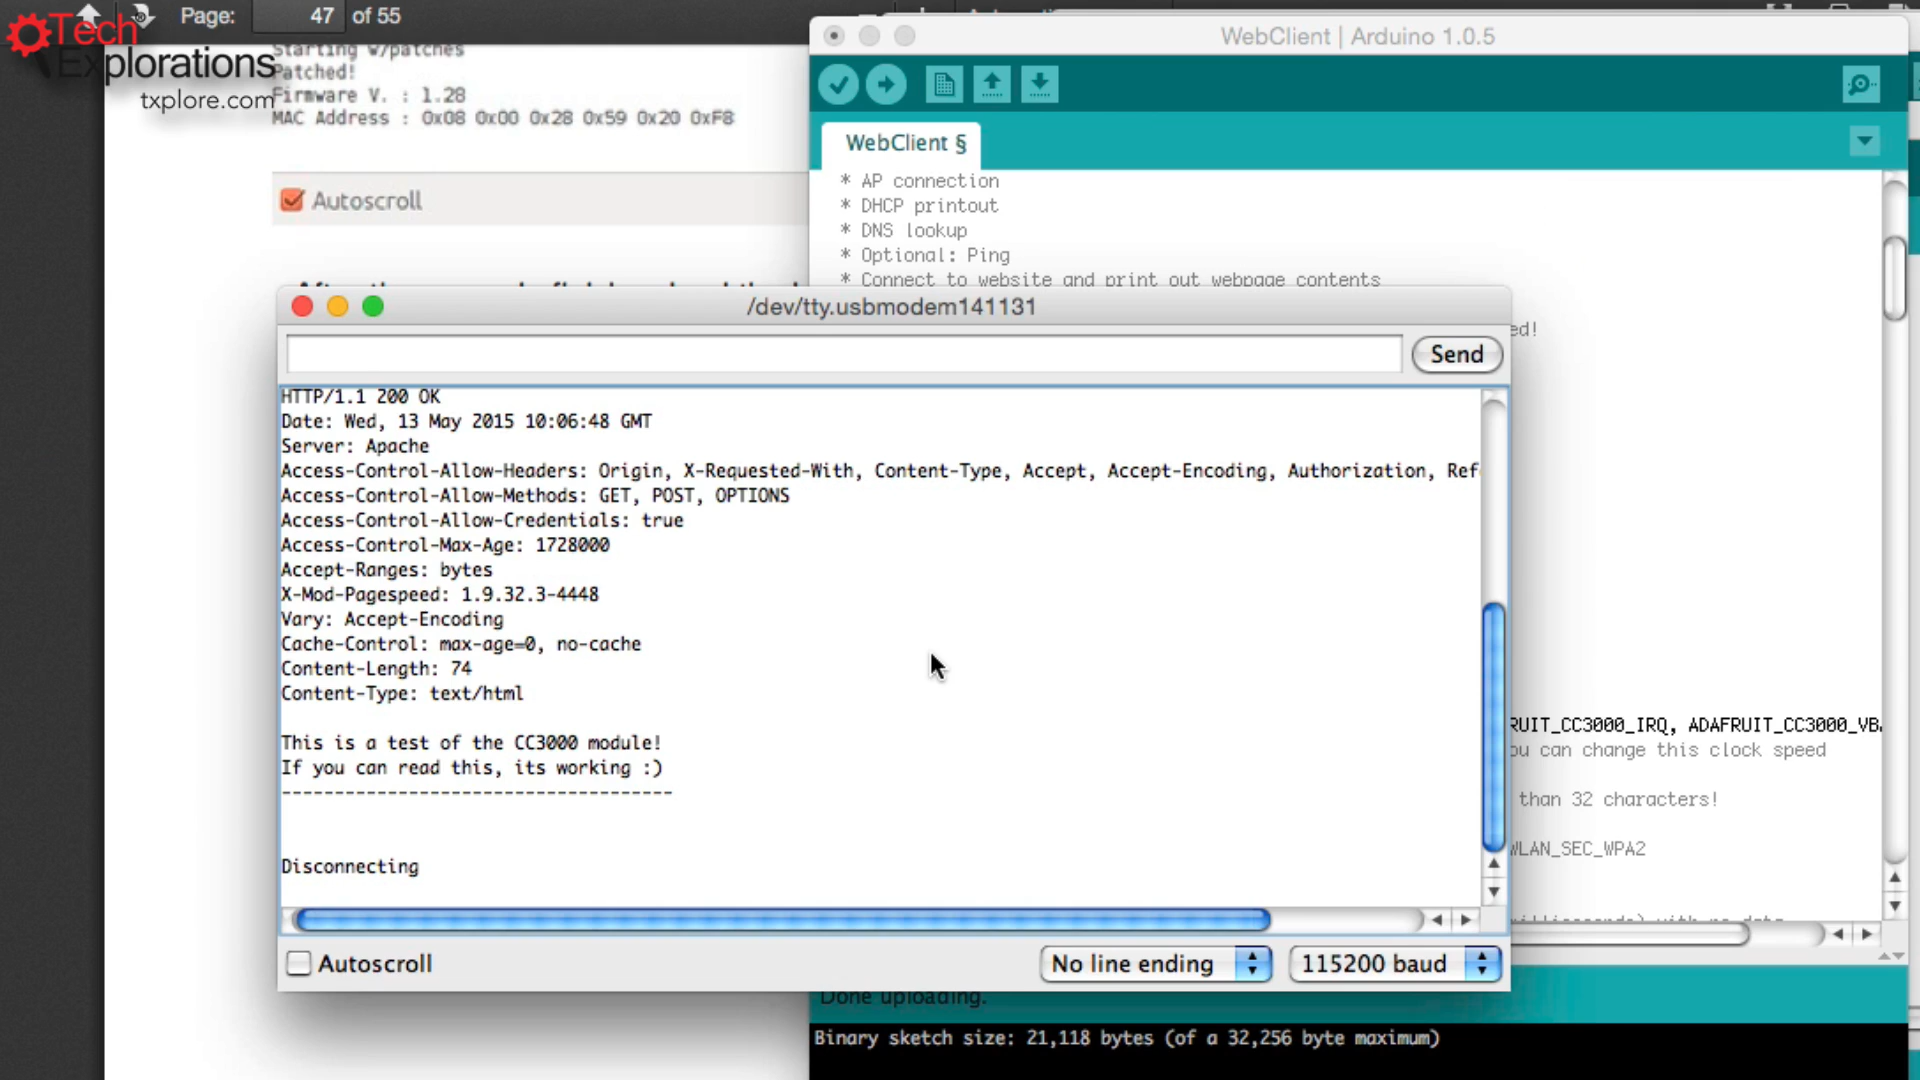 Page: 47 of 55
Tech
Explorations
txplore.com
Starting w/patches
Patched!
Firmware V. : 1.28
MAC Address : 0x08 0x00 0x28 0x59 0x20 0xF8
Autoscroll
WebClient | Arduino 1.0.5
WebClient §
* AP connection
* DHCP printout
* DNS lookup
* Optional: Ping
* Connect to website and print out webpage contents
ed!
/dev/tty.usbmodem141131
Send
HTTP/1.1 200 OK
Date: Wed, 13 May 2015 10:06:48 GMT
Server: Apache
Access-Control-Allow-Headers: Origin, X-Requested-With, Content-Type, Accept, Accept-Encoding, Authorization, Ref
Access-Control-Allow-Methods: GET, POST, OPTIONS
Access-Control-Allow-Credentials: true
Access-Control-Max-Age: 1728000
Accept-Ranges: bytes
X-Mod-Pagespeed: 1.9.32.3-4448
Vary: Accept-Encoding
Cache-Control: max-age=0, no-cache
Content-Length: 74
Content-Type: text/html
This is a test of the CC3000 module!
If you can read this, its working :)
-------------------------------------
Disconnecting
RUIT_CC3000_IRQ, ADAFRUIT_CC3000_VB
ou can change this clock speed
than 32 characters!
WLAN_SEC_WPA2
Autoscroll
No line ending
115200 baud
Done uploading.
Binary sketch size: 21,118 bytes (of a 32,256 byte maximum)